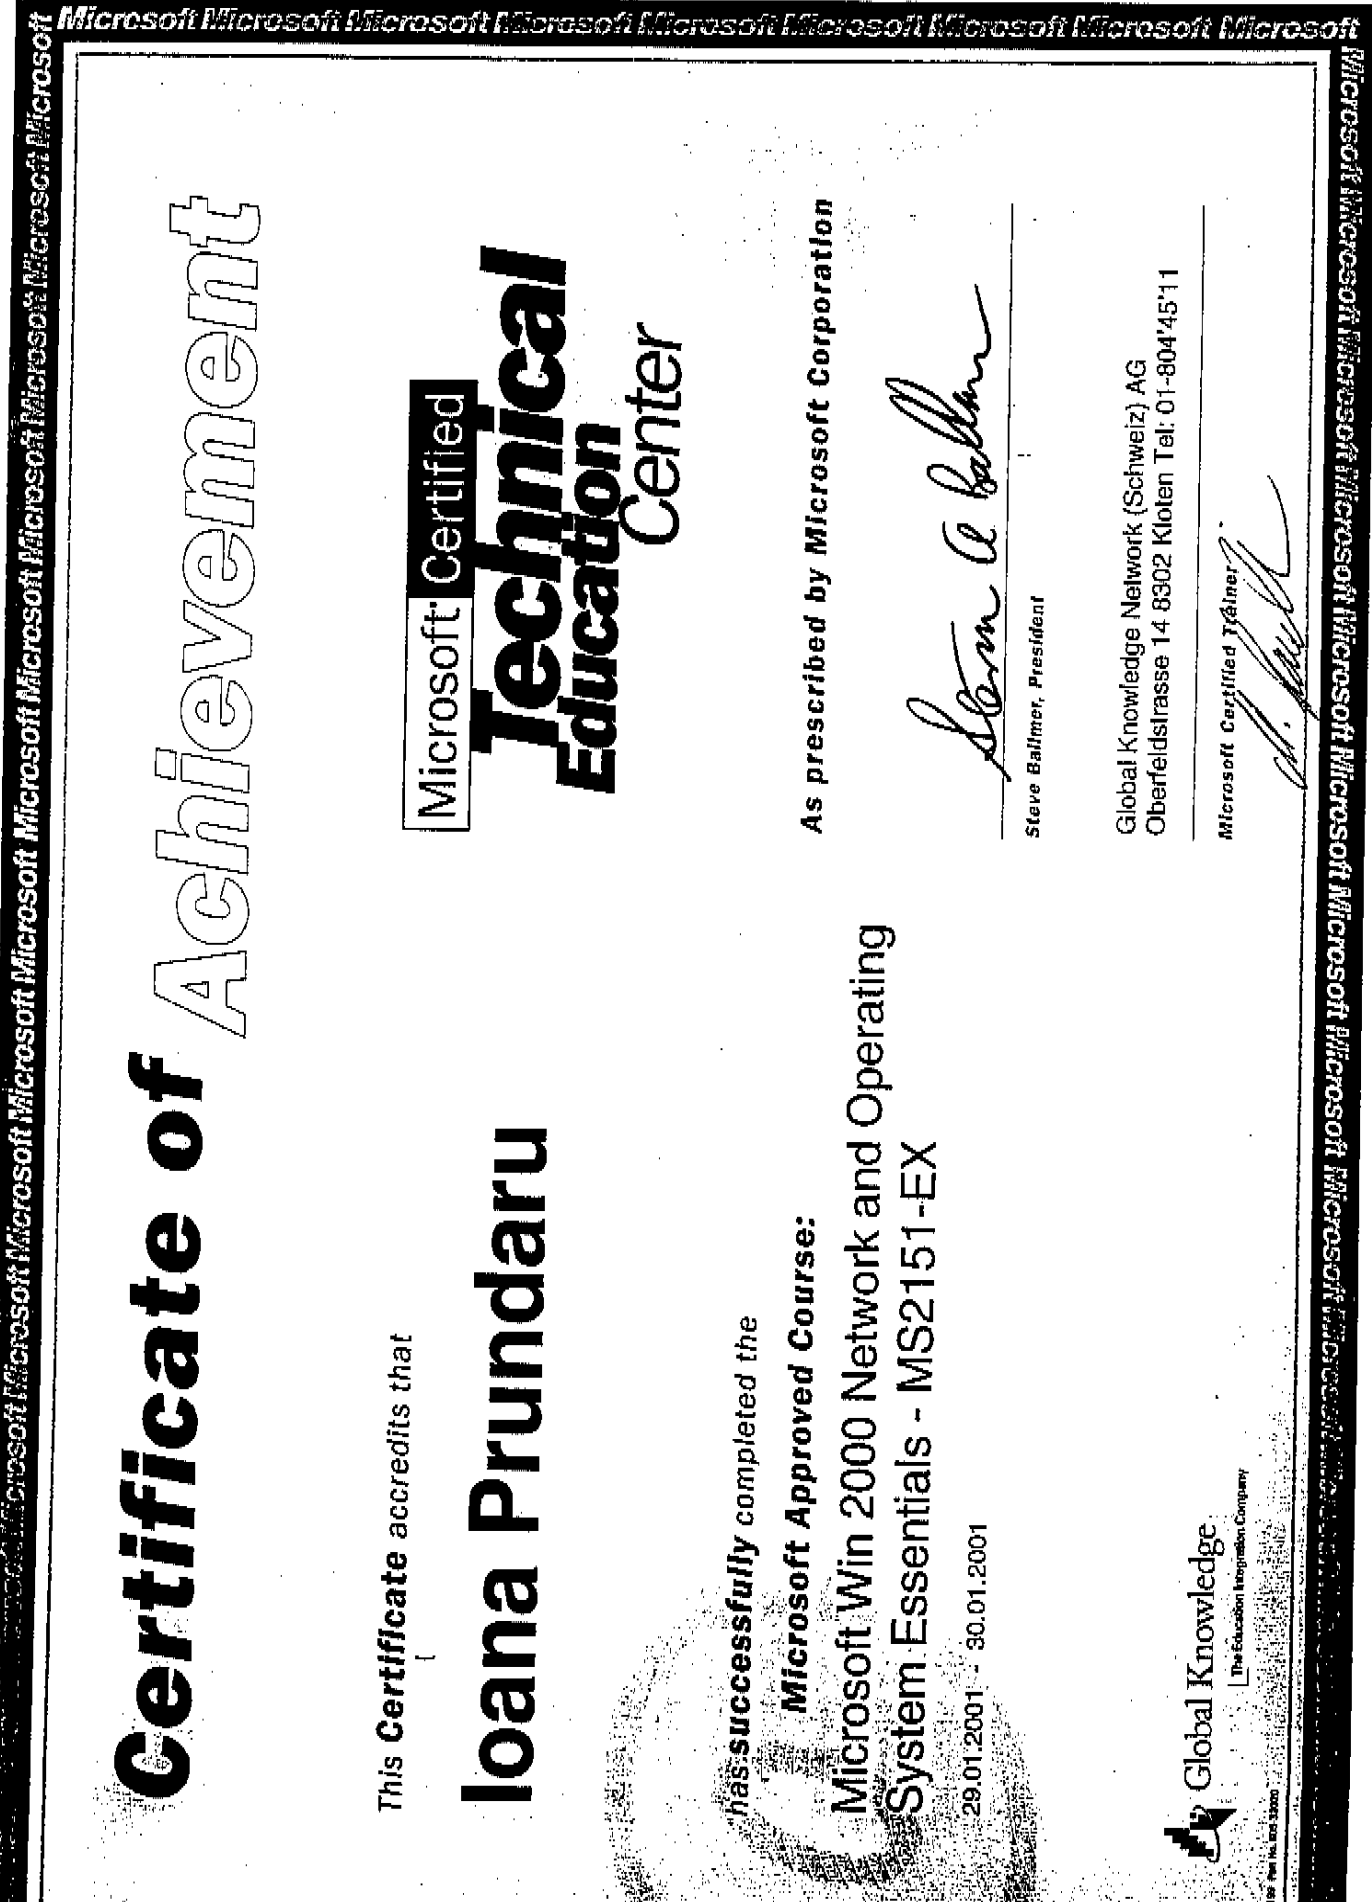 Microsoft Microsoft Microsoft Microsoft Microsoft Microsoft Microsoft Microsoft Microsoft
Certificate of Achievement
This Certificate accredits that
Ioana Prundaru
Microsoft Certified
Technical
Education
Center
has successfully completed the
Microsoft Approved Course:
Microsoft Win 2000 Network and Operating
System Essentials - MS2151-EX
29.01.2001 - 30.01.2001
As prescribed by Microsoft Corporation
Steve Ballmer, President
Global Knowledge Network (Schweiz) AG
Oberfeldstrasse 14 8302 Kloten Tel: 01-804'45'11
Microsoft Certified Trainer
Global Knowledge
The Education Integration Company